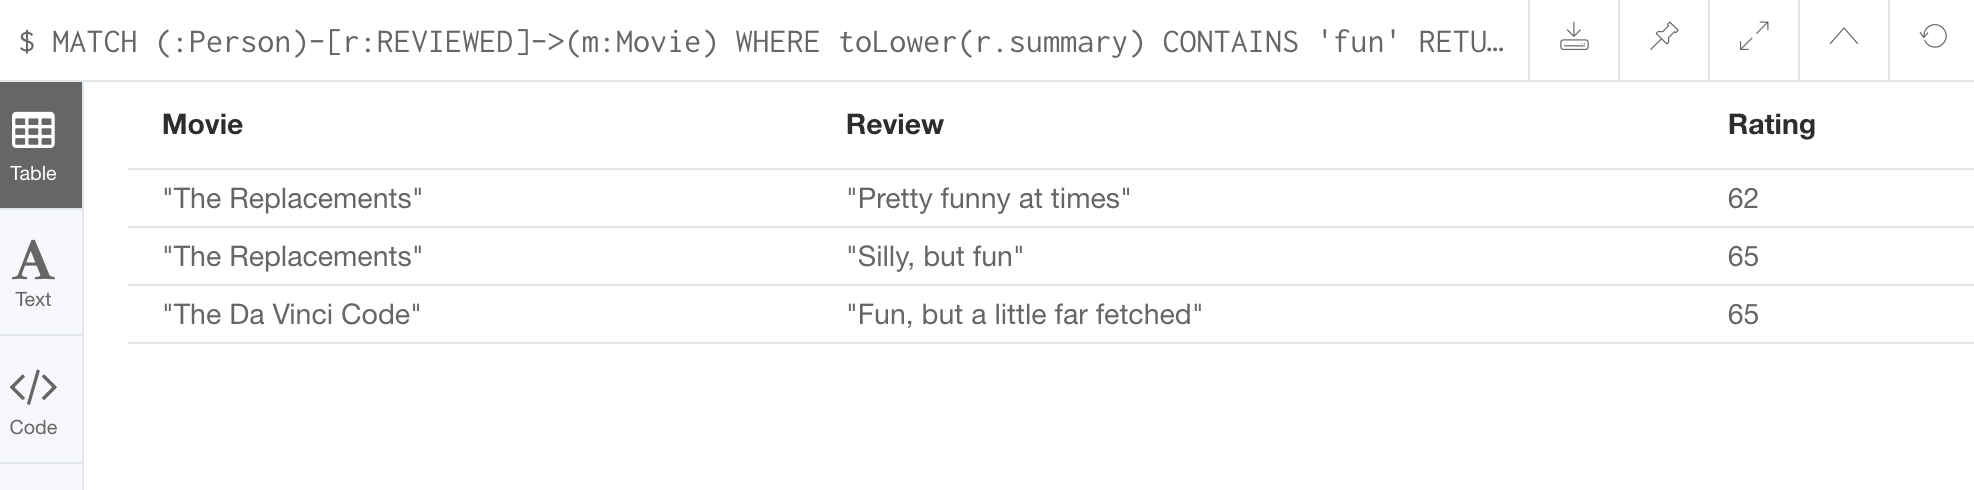 $ MATCH (:Person)-[r:REVIEWED]->(m:Movie) WHERE toLower(r.summary) CONTAINS 'fun' RETU…
Movie Review Rating
Table
"The Replacements" "Pretty funny at times" 62
"The Replacements" "Silly, but fun" 65
"The Da Vinci Code" "Fun, but a little far fetched" 65
A
Text
</>
Code